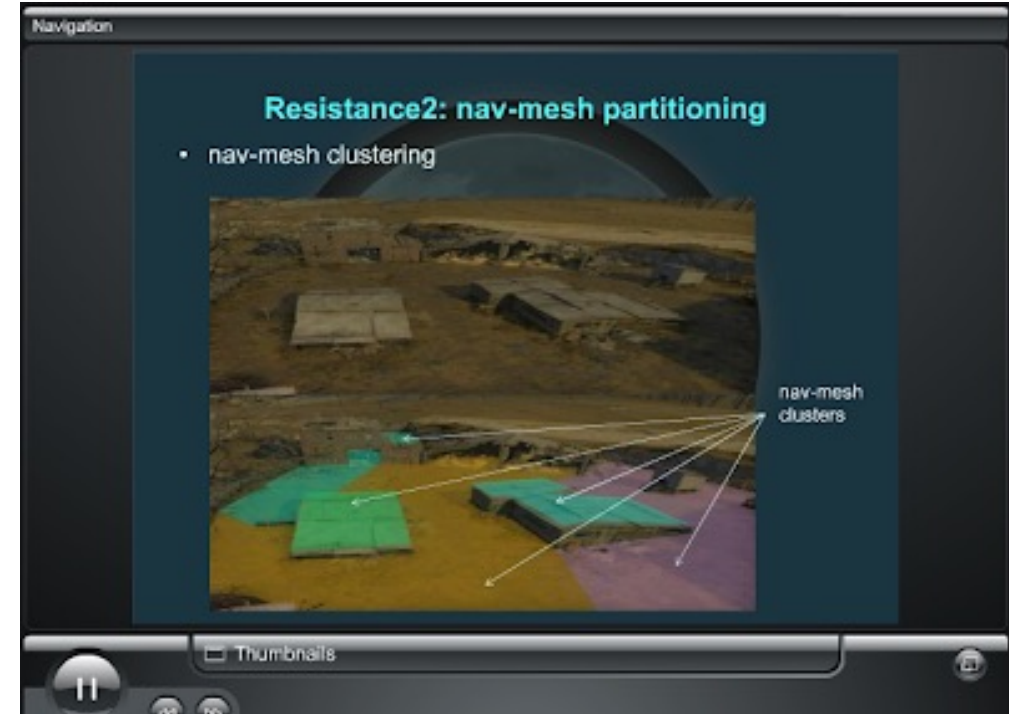 Navigation
Resistance2: nav-mesh partitioning
• nav-mesh clustering
nav-mesh
clusters
Thumbnails